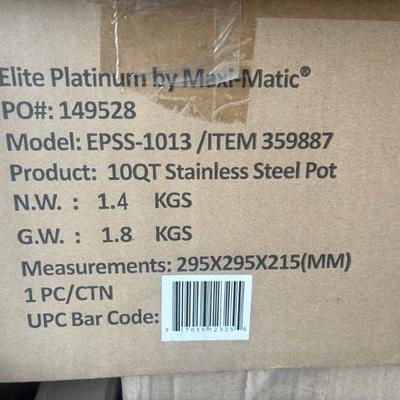 Elite Platinum by Maxi-Matic®
PO#: 149528
Model: EPSS-1013 /ITEM 359887
Product: 10QT Stainless Steel Pot
N.W. : 1.4 KGS
G.W. : 1.8 KGS
Measurements: 295X295X215(MM)
1 PC/CTN
UPC Bar Code: